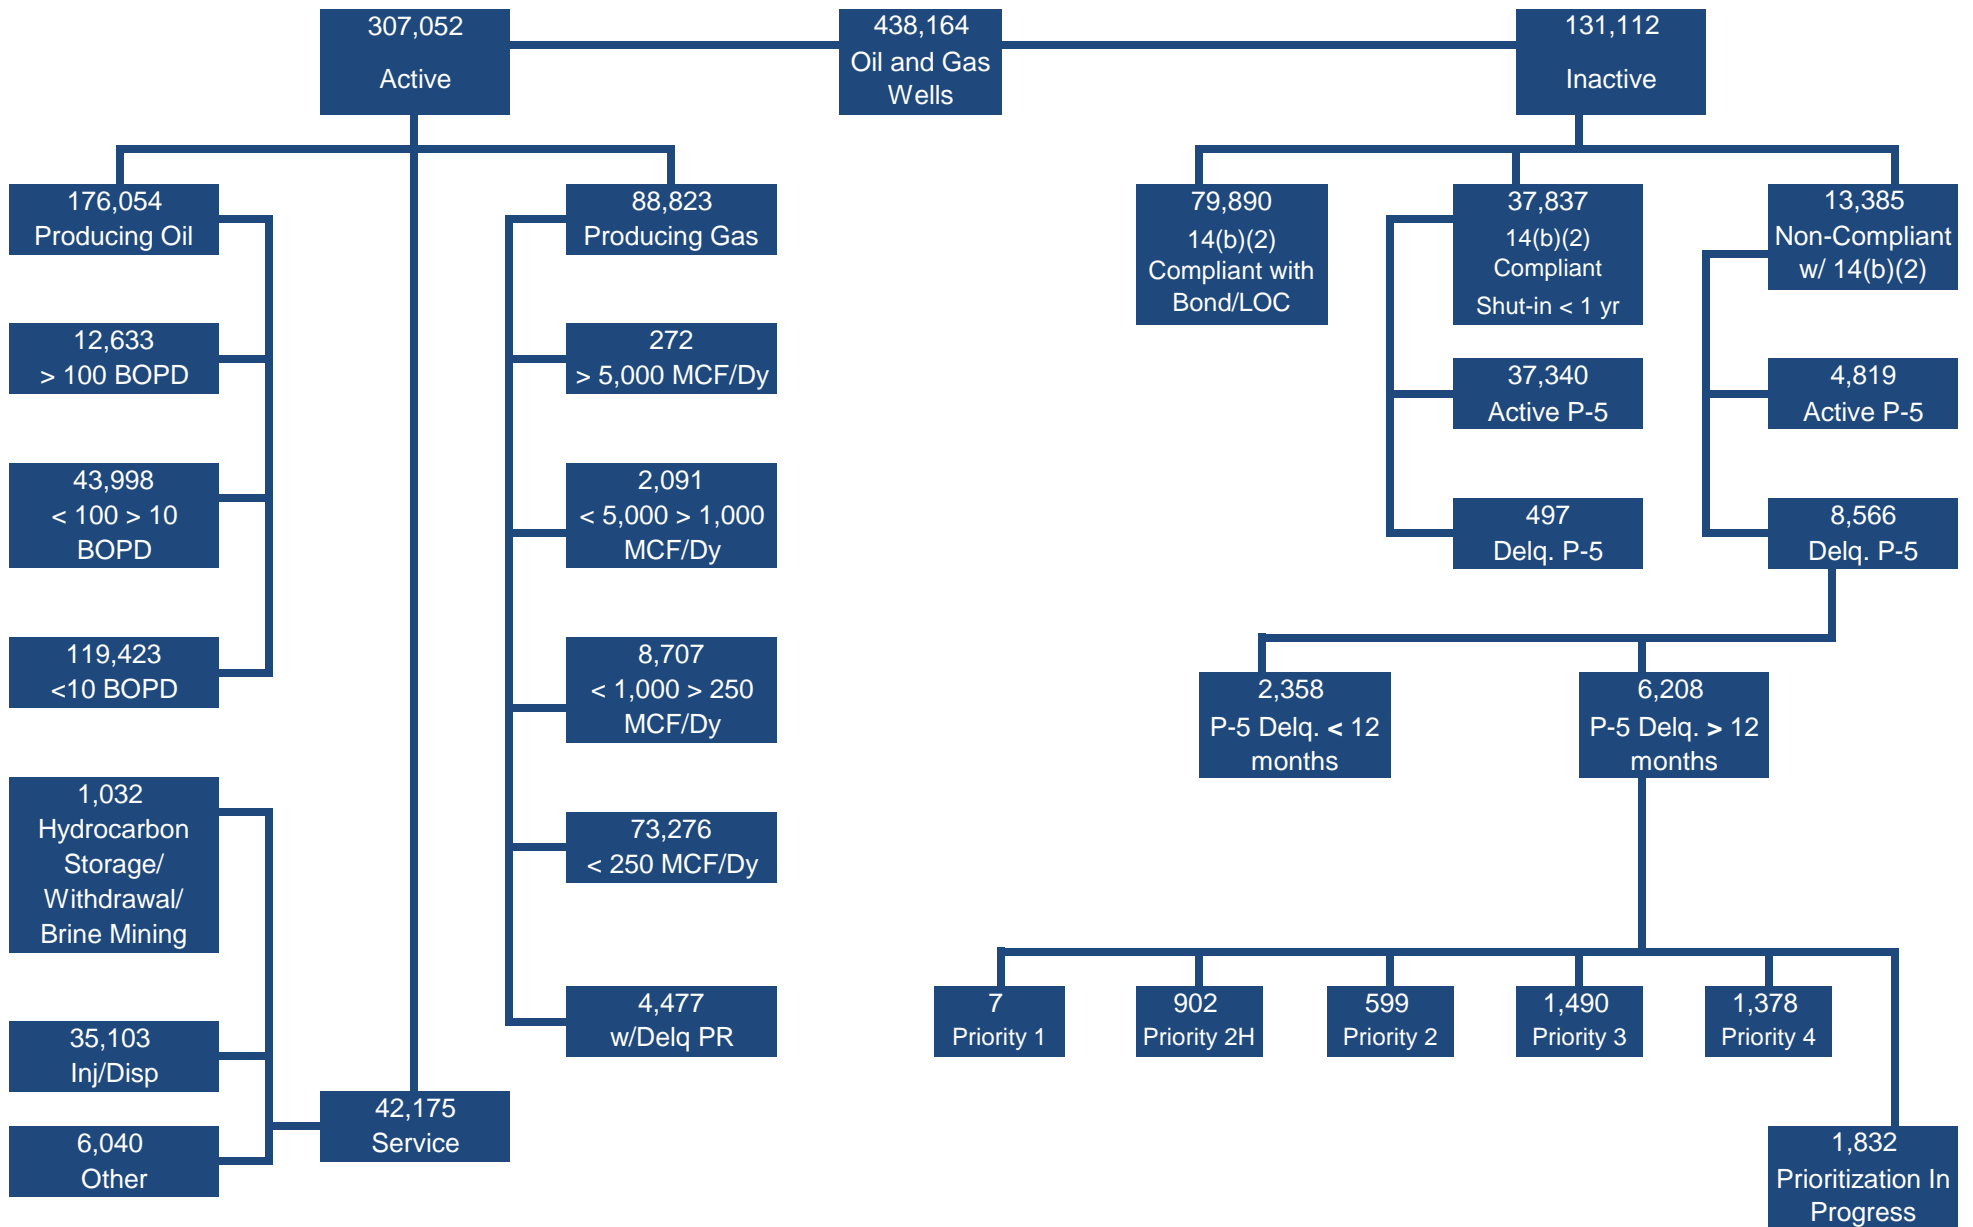 307,052
Active
438,164
Oil and Gas
Wells
131,112
Inactive
176,054
Producing Oil
88,823
Producing Gas
79,890
14(b)(2)
Compliant with
Bond/LOC
37,837
14(b)(2)
Compliant
Shut-in < 1 yr
13,385
Non-Compliant
w/ 14(b)(2)
12,633
> 100 BOPD
272
> 5,000 MCF/Dy
37,340
Active P-5
4,819
Active P-5
43,998
< 100 > 10
BOPD
2,091
< 5,000 > 1,000
MCF/Dy
497
Delq. P-5
8,566
Delq. P-5
119,423
<10 BOPD
8,707
< 1,000 > 250
MCF/Dy
2,358
P-5 Delq. < 12
months
6,208
P-5 Delq. > 12
months
1,032
Hydrocarbon
Storage/
Withdrawal/
Brine Mining
73,276
< 250 MCF/Dy
4,477
w/Delq PR
7
Priority 1
902
Priority 2H
599
Priority 2
1,490
Priority 3
1,378
Priority 4
35,103
Inj/Disp
42,175
Service
6,040
Other
1,832
Prioritization In
Progress